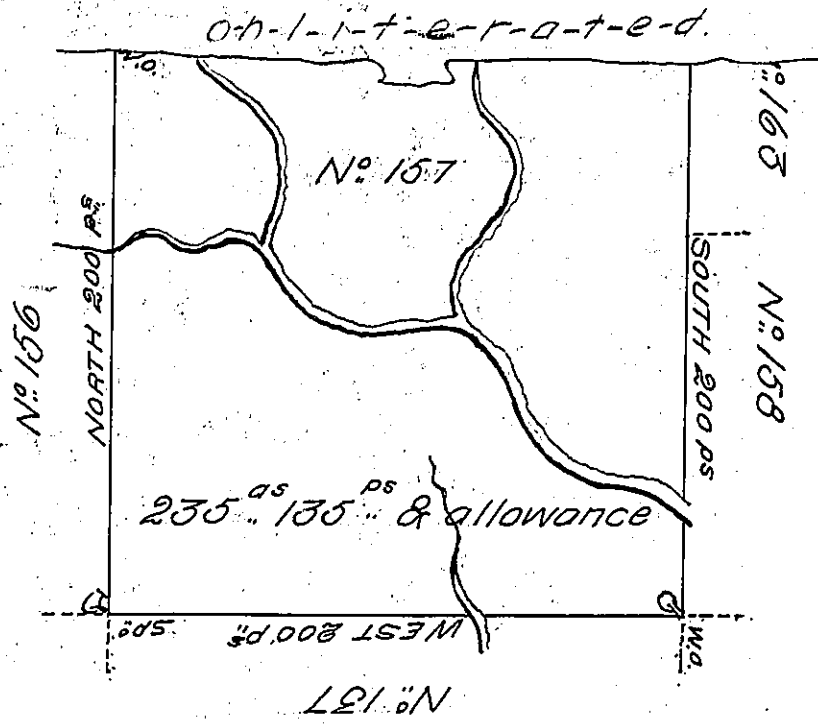 o-b-l-i-t-e-r-a-t-e-d.
W.O.
Nº 163
Nº 157
NORTH 200 ps
SOUTH 200 ps
Nº 156
Nº 158
235 as 135 ps & allowance
Spº
WEST 200 ps
W.O.
Nº 137